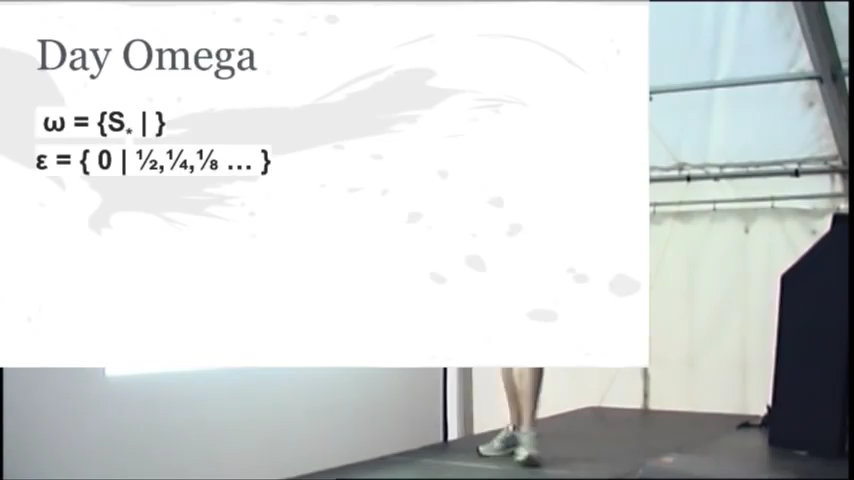 Day Omega
ω = {S* | }
ε = { 0 | ½,¼,⅛ … }